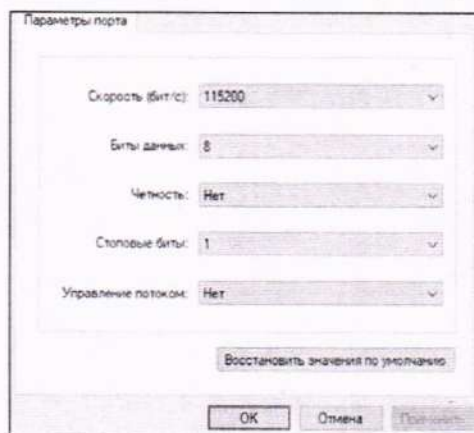 Параметры порта
Скорость (бит/с): 115200
Биты данных: 8
Четность: Нет
Стоповые биты: 1
Управление потоком: Нет
Восстановить значения по умолчанию
OK Отмена Применить